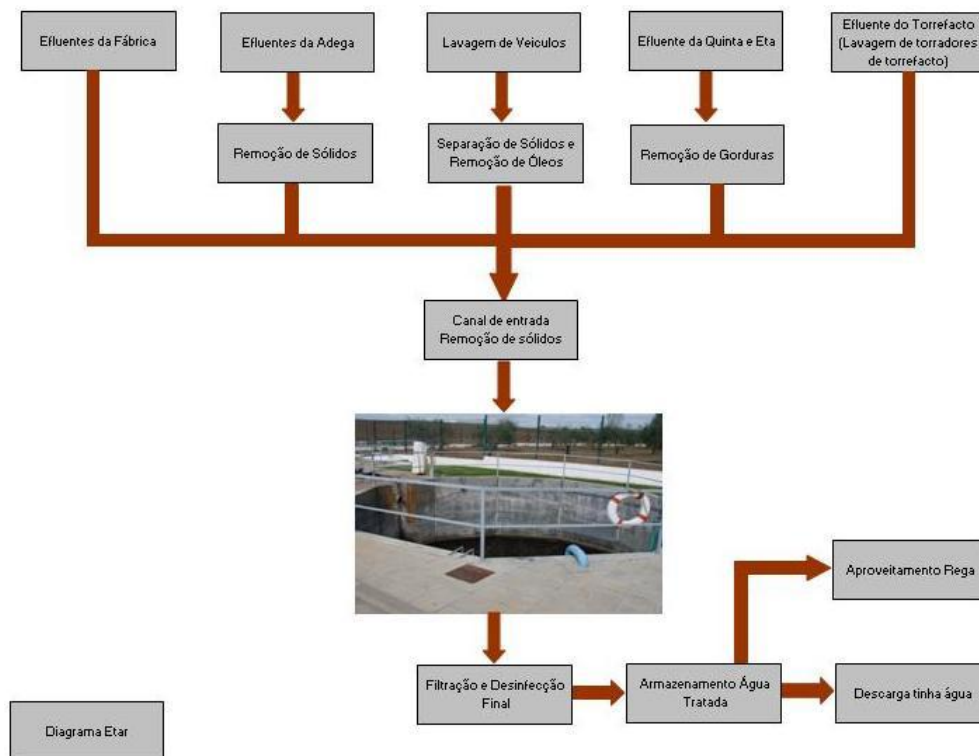 Efluentes da Fábrica
Efluentes da Adega
Lavagem de Veiculos
Efluente da Quinta e Eta
Efluente do Torrefacto
(Lavagem de torradores
de torrefacto)
Remoção de Sólidos
Separação de Sólidos e
Remoção de Óleos
Remoção de Gorduras
Canal de entrada
Remoção de sólidos
Aproveitamento Rega
Filtração e Desinfecção
Final
Armazenamento Água
Tratada
Descarga tinha água
Diagrama Etar